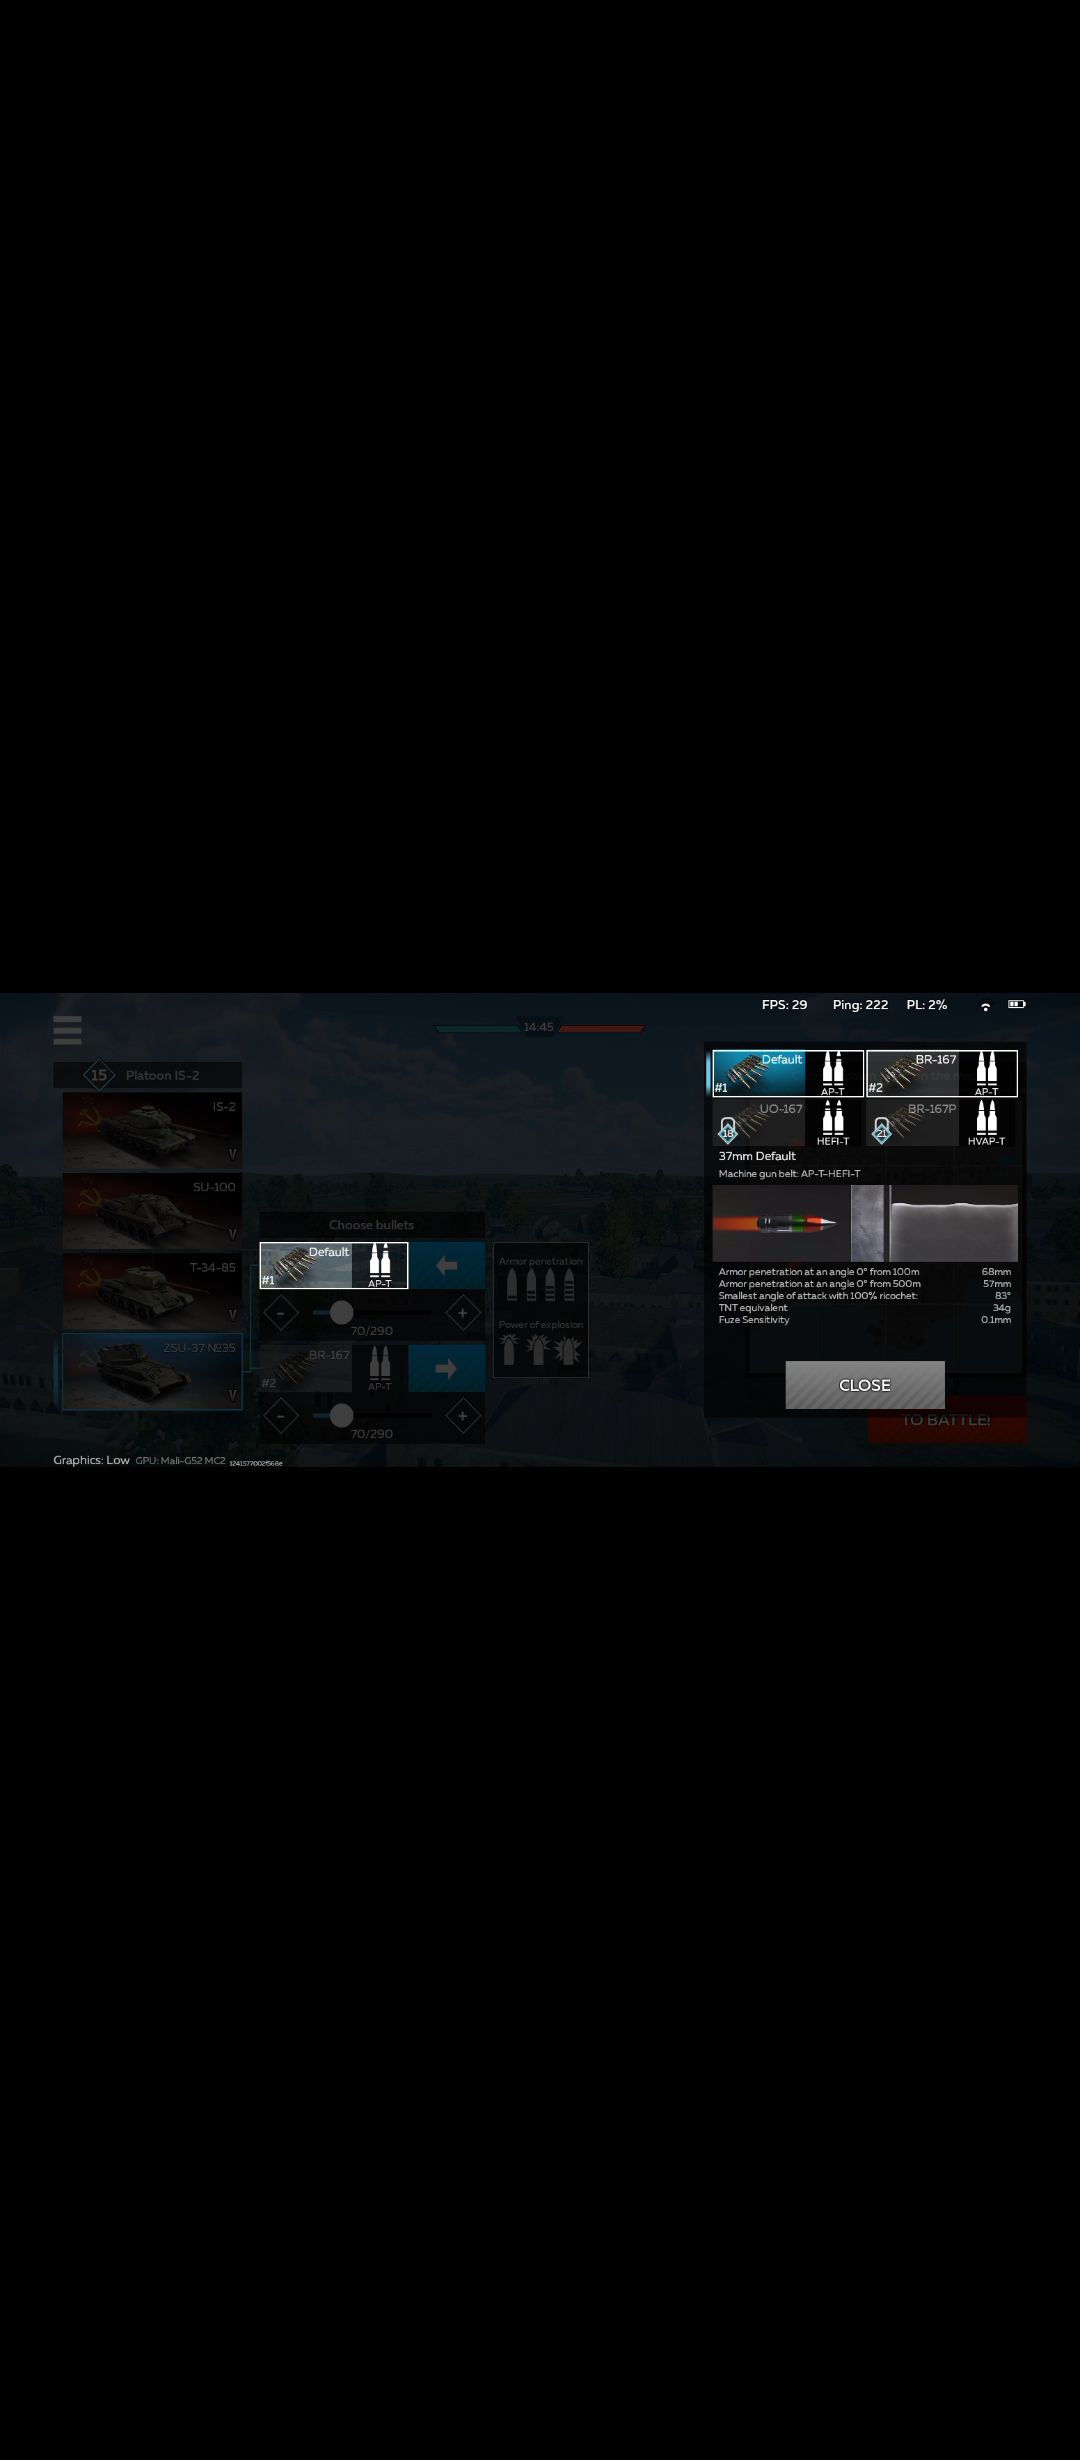 FPS: 29 Ping: 222 PL: 2%
14:45
15 Platoon IS-2
IS-2
V
SU-100
V
T-34-85
V
ZSU-37 №35
V
Choose bullets
Default
#1
AP-T
70/290
BR-167
#2
AP-T
70/290
Armor penetration
Power of explosion
Default
#1
AP-T
BR-167
#2
AP-T
UO-167
18
HEFI-T
BR-167P
21
HVAP-T
37mm Default
Machine gun belt: AP-T-HEFI-T
Armor penetration at an angle 0° from 100m 68mm
Armor penetration at an angle 0° from 500m 57mm
Smallest angle of attack with 100% ricochet: 83°
TNT equivalent 34g
Fuze Sensitivity 0.1mm
CLOSE
TO BATTLE!
Graphics: Low GPU: Mali-G52 MC2